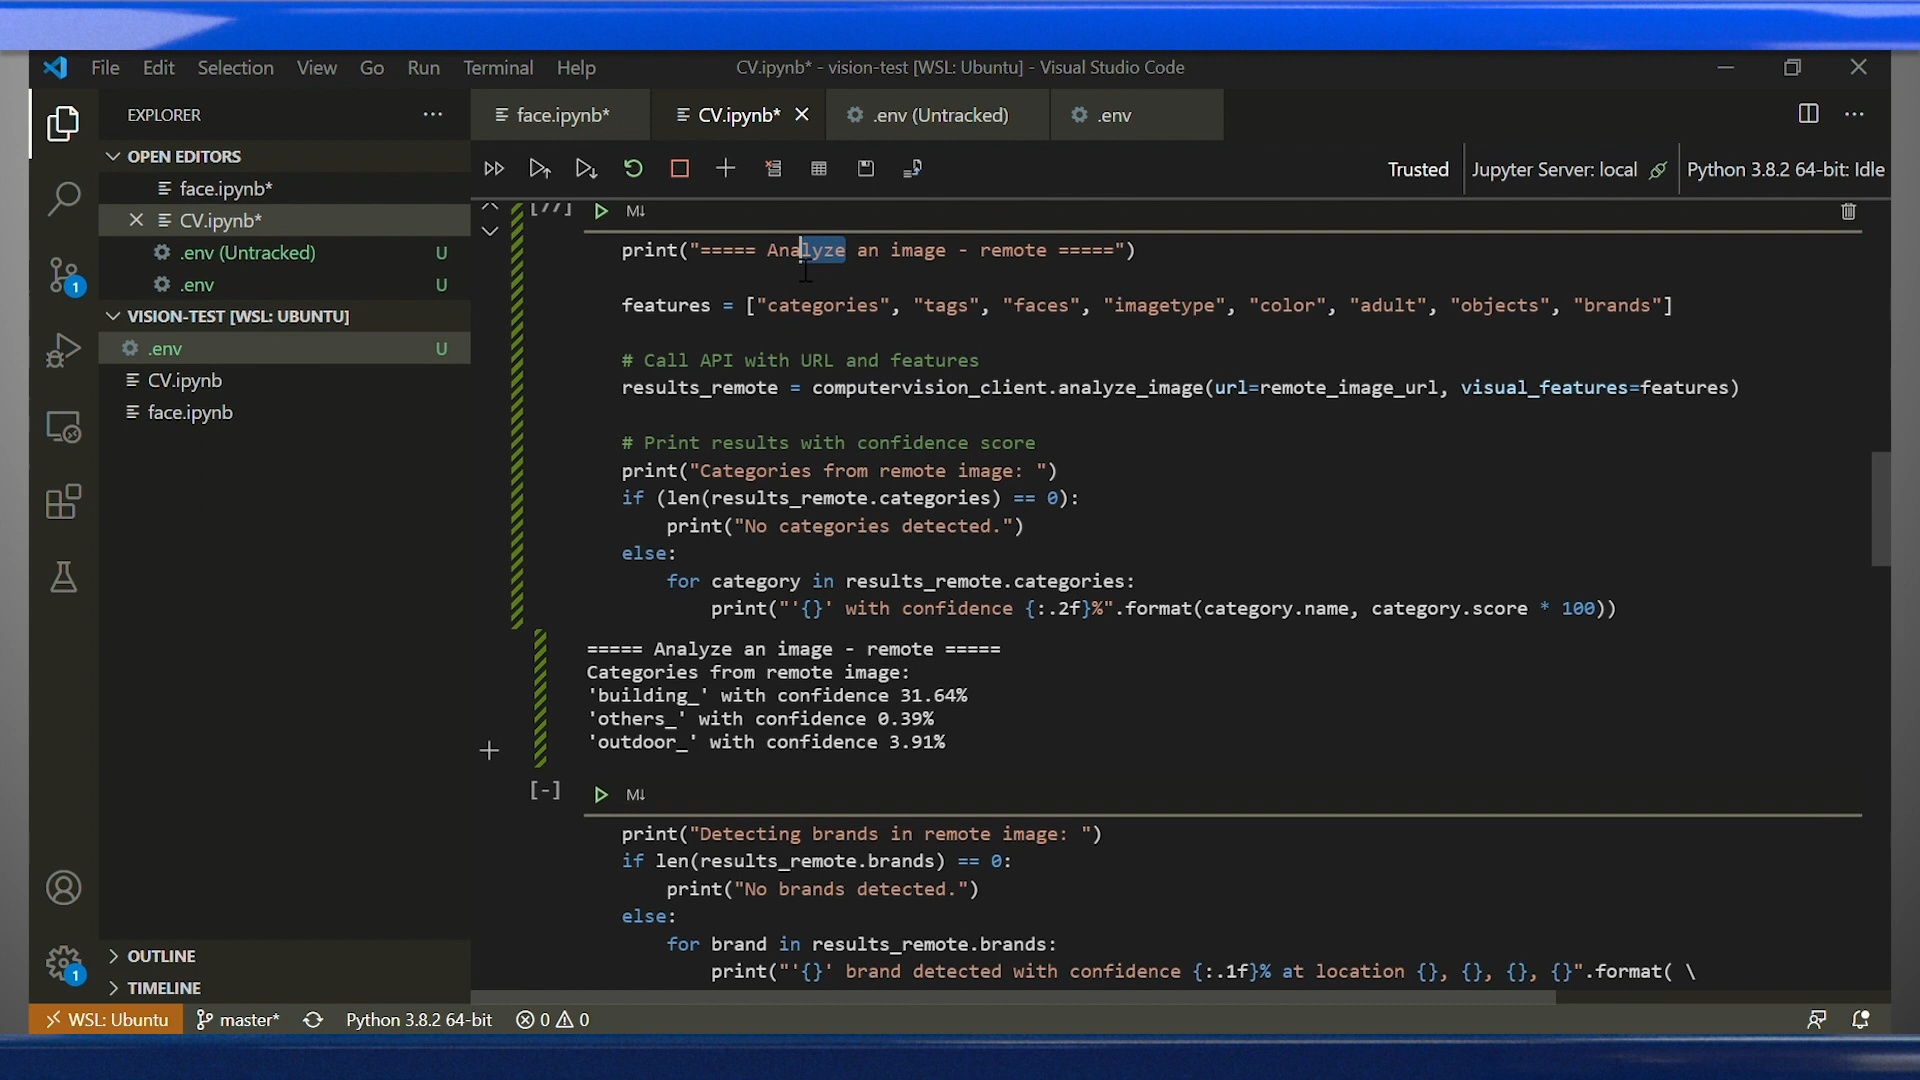 File Edit Selection View Go Run Terminal Help
CV.ipynb* - vision-test [WSL: Ubuntu] - Visual Studio Code
EXPLORER
OPEN EDITORS
face.ipynb*
CV.ipynb*
.env (Untracked) U
.env U
VISION-TEST [WSL: UBUNTU]
.env U
CV.ipynb
face.ipynb
OUTLINE
TIMELINE
face.ipynb* CV.ipynb* .env (Untracked) .env
Trusted Jupyter Server: local Python 3.8.2 64-bit: Idle
[77] M↓
print("===== Analyze an image - remote =====")
features = ["categories", "tags", "faces", "imagetype", "color", "adult", "objects", "brands"]
# Call API with URL and features
results_remote = computervision_client.analyze_image(url=remote_image_url, visual_features=features)
# Print results with confidence score
print("Categories from remote image: ")
if (len(results_remote.categories) == 0):
print("No categories detected.")
else:
for category in results_remote.categories:
print("'{}' with confidence {:.2f}%".format(category.name, category.score * 100))
===== Analyze an image - remote =====
Categories from remote image:
'building_' with confidence 31.64%
'others_' with confidence 0.39%
'outdoor_' with confidence 3.91%
[-] M↓
print("Detecting brands in remote image: ")
if len(results_remote.brands) == 0:
print("No brands detected.")
else:
for brand in results_remote.brands:
print("'{}' brand detected with confidence {:.1f}% at location {}, {}, {}, {}".format( \
1
1
WSL: Ubuntu master* Python 3.8.2 64-bit 0 0